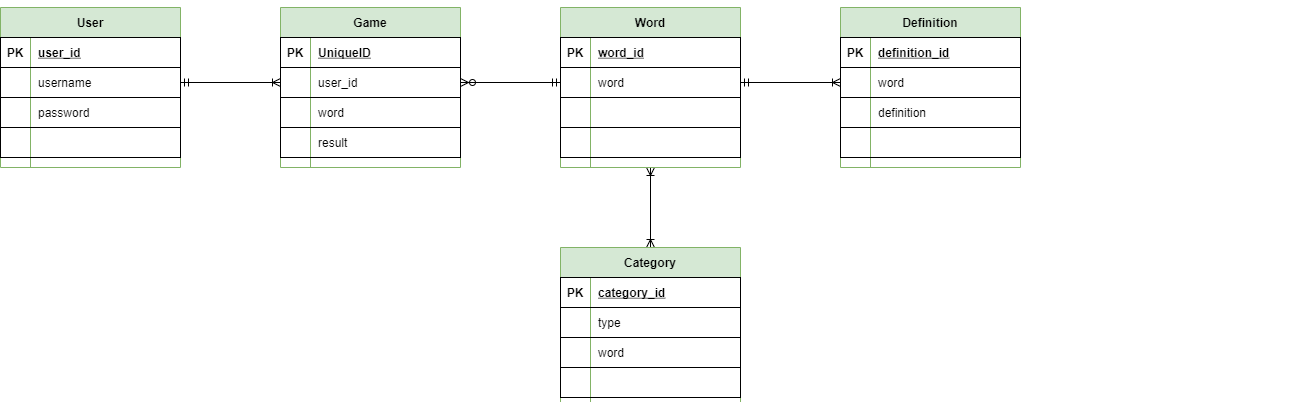 User
PK user_id
username
password
Game
PK UniqueID
user_id
word
result
Word
PK word_id
word
Definition
PK definition_id
word
definition
Category
PK category_id
type
word